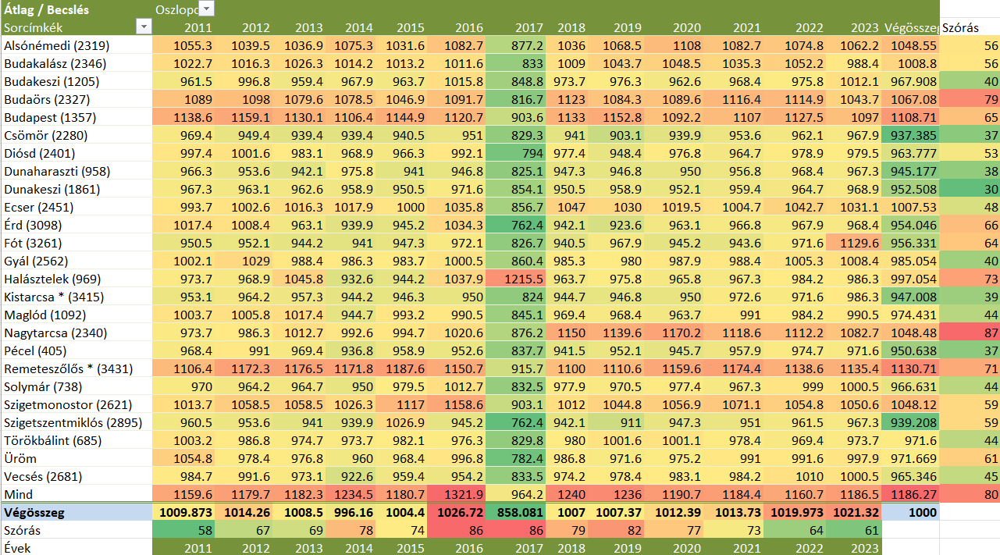 Átlag / Becslés Oszlopc
Sorcímkék 2011 2012 2013 2014 2015 2016 2017 2018 2019 2020 2021 2022 2023 Végösszeg Szórás
Alsónémedi (2319) 1055.3 1039.5 1036.9 1075.3 1031.6 1082.7 877.2 1036 1068.5 1108 1082.7 1074.8 1062.2 1048.55 56
Budakalász (2346) 1022.7 1016.3 1026.3 1014.2 1013.2 1011.6 833 1009 1043.7 1048.5 1035.3 1052.2 988.4 1008.8 56
Budakeszi (1205) 961.5 996.8 959.4 967.9 963.7 1015.8 848.8 973.7 976.3 962.6 968.4 975.8 1012.1 967.908 40
Budaörs (2327) 1089 1098 1079.6 1078.5 1046.9 1091.7 816.7 1123 1084.3 1089.6 1116.4 1114.9 1043.7 1067.08 79
Budapest (1357) 1138.6 1159.1 1130.1 1106.4 1144.9 1120.7 903.6 1133 1152.8 1092.2 1107 1127.5 1097 1108.71 65
Csömör (2280) 969.4 949.4 939.4 939.4 940.5 951 829.3 941 903.1 939.9 953.6 962.1 967.9 937.385 37
Diósd (2401) 997.4 1001.6 983.1 968.9 966.3 992.1 794 977.4 948.4 976.8 964.7 978.9 979.5 963.777 53
Dunaharaszti (958) 966.3 953.6 942.1 975.8 941 946.8 825.1 947.3 946.8 950 956.8 968.4 967.3 945.177 38
Dunakeszi (1861) 967.3 963.1 962.6 958.9 950.5 971.6 854.1 950.5 958.9 952.1 959.4 964.7 968.9 952.508 30
Ecser (2451) 993.7 1002.6 1016.3 1017.9 1000 1035.8 856.7 1047 1030 1019.5 1004.7 1042.7 1031.1 1007.53 48
Érd (3098) 1017.4 1008.4 963.1 939.9 945.2 1034.3 762.4 942.1 923.6 963.1 966.8 967.9 968.4 954.046 66
Fót (3261) 950.5 952.1 944.2 941 947.3 972.1 826.7 940.5 967.9 945.2 943.6 971.6 1129.6 956.331 64
Gyál (2562) 1002.1 1029 988.4 986.3 983.7 1000.5 860.4 985.3 980 987.9 988.4 1005.3 1008.4 985.054 40
Halásztelek (969) 973.7 968.9 1045.8 932.6 944.2 1037.9 1215.5 963.7 975.8 965.8 967.3 984.2 986.3 997.054 73
Kistarcsa * (3415) 953.1 964.2 957.3 944.2 946.3 950 824 944.7 946.8 950 972.6 971.6 986.3 947.008 39
Maglód (1092) 1003.7 1005.8 1017.4 944.7 993.2 990.5 845.1 969.4 968.4 963.7 991 984.2 990.5 974.431 44
Nagytarcsa (2340) 973.7 986.3 1012.7 992.6 994.7 1020.6 876.2 1150 1139.6 1170.2 1118.6 1112.2 1082.7 1048.48 87
Pécel (405) 968.4 991 969.4 936.8 958.9 952.6 837.7 941.5 952.1 945.7 957.9 974.7 971.6 950.638 37
Remeteszőlős * (3431) 1106.4 1172.3 1176.5 1171.8 1187.6 1150.7 915.7 1100 1110.6 1159.6 1174.4 1138.6 1135.4 1130.71 71
Solymár (738) 970 964.2 964.7 950 979.5 1012.7 832.5 977.9 970.5 977.4 967.3 999 1000.5 966.631 44
Szigetmonostor (2621) 1013.7 1058.5 1058.5 1026.3 1117 1158.6 903.1 1012 1044.8 1056.9 1071.1 1054.8 1050.6 1048.12 59
Szigetszentmiklós (2895) 960.5 953.6 941 939.9 1026.9 945.2 762.4 942.1 911 947.3 951 961.5 967.3 939.208 59
Törökbálint (685) 1003.2 986.8 974.7 973.7 982.1 976.3 829.8 980 1001.6 1001.1 978.4 969.4 973.7 971.6 44
Üröm 1054.8 978.4 976.8 960 968.4 996.8 782.4 986.8 971.6 975.2 991 991.6 997.9 971.669 61
Vecsés (2681) 984.7 991.6 973.1 922.6 959.4 954.2 833.5 974.2 978.4 983.1 984.2 1010 1000.5 965.346 45
Mind 1159.6 1179.7 1182.3 1234.5 1180.7 1321.9 964.2 1240 1236 1190.7 1184.4 1160.7 1186.5 1186.27 80
Végösszeg 1009.873 1014.26 1008.5 996.16 1004.4 1026.72 858.081 1007 1007.37 1012.39 1013.73 1019.973 1021.32 1000
Szórás 58 67 69 78 74 86 86 79 82 77 73 64 61
Évek 2011 2012 2013 2014 2015 2016 2017 2018 2019 2020 2021 2022 2023